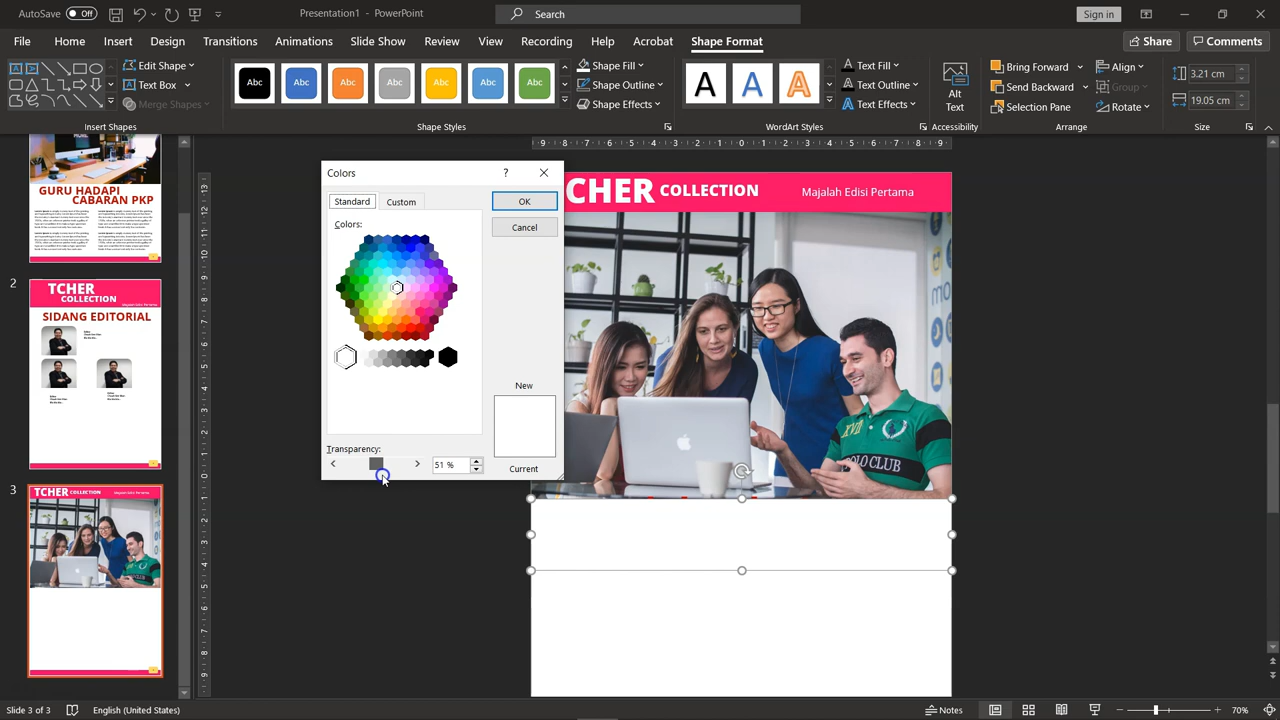 AutoSave Off Presentation1 - PowerPoint Search Sign in
File Home Insert Design Transitions Animations Slide Show Review View Recording Help Acrobat Shape Format Share Comments
Edit Shape
Text Box
Merge Shapes
Insert Shapes
Abc Abc Abc Abc Abc Abc Abc
Shape Fill
Shape Outline
Shape Effects
Shape Styles
A A A
Text Fill
Text Outline
Text Effects
WordArt Styles
Alt
Text
Accessibility
Bring Forward
Send Backward
Selection Pane
Align
Group
Rotate
Arrange
3.21 cm
19.05 cm
Size
GURU HADAPI
CABARAN PKP
2
TCHER
COLLECTION
SIDANG EDITORIAL
3
TCHER COLLECTION
Colors ?
Standard Custom
Colors:
OK
Cancel
New
Current
Transparency:
51 %
CHER COLLECTION Majalah Edisi Pertama
POLO CLUB
Slide 3 of 3 English (United States) Notes 70%